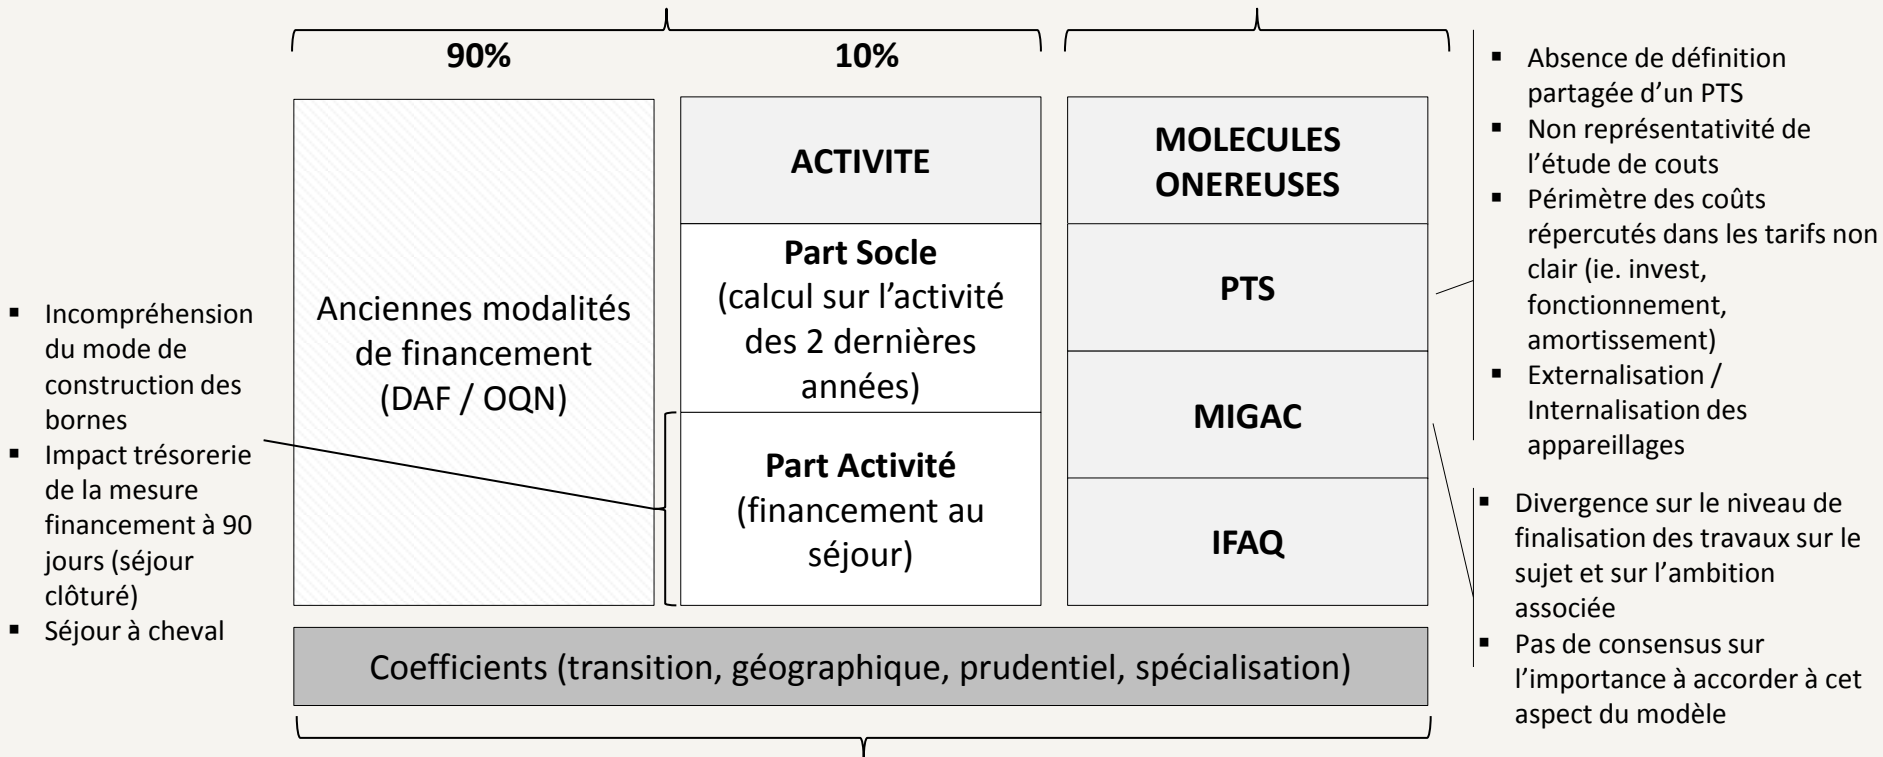 90%
10%
Anciennes modalités
de financement
(DAF / OQN)
ACTIVITE
Part Socle
(calcul sur l’activité
des 2 dernières
années)
Part Activité
(financement au
séjour)
MOLECULES
ONEREUSES
PTS
MIGAC
IFAQ
Coefficients (transition, géographique, prudentiel, spécialisation)
▪ Incompréhension
du mode de
construction des
bornes
▪ Impact trésorerie
de la mesure
financement à 90
jours (séjour
clôturé)
▪ Séjour à cheval
▪ Absence de définition
partagée d’un PTS
▪ Non représentativité de
l’étude de couts
▪ Périmètre des coûts
répercutés dans les tarifs non
clair (ie. invest,
fonctionnement,
amortissement)
▪ Externalisation /
Internalisation des
appareillages
▪ Divergence sur le niveau de
finalisation des travaux sur le
sujet et sur l’ambition
associée
▪ Pas de consensus sur
l’importance à accorder à cet
aspect du modèle